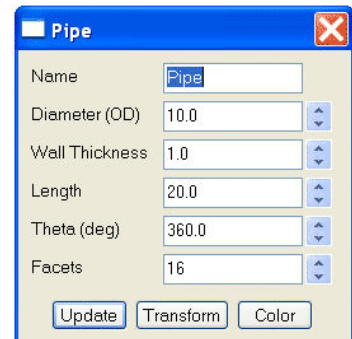 Pipe
Name Pipe
Diameter (OD) 10.0
Wall Thickness 1.0
Length 20.0
Theta (deg) 360.0
Facets 16
Update Transform Color